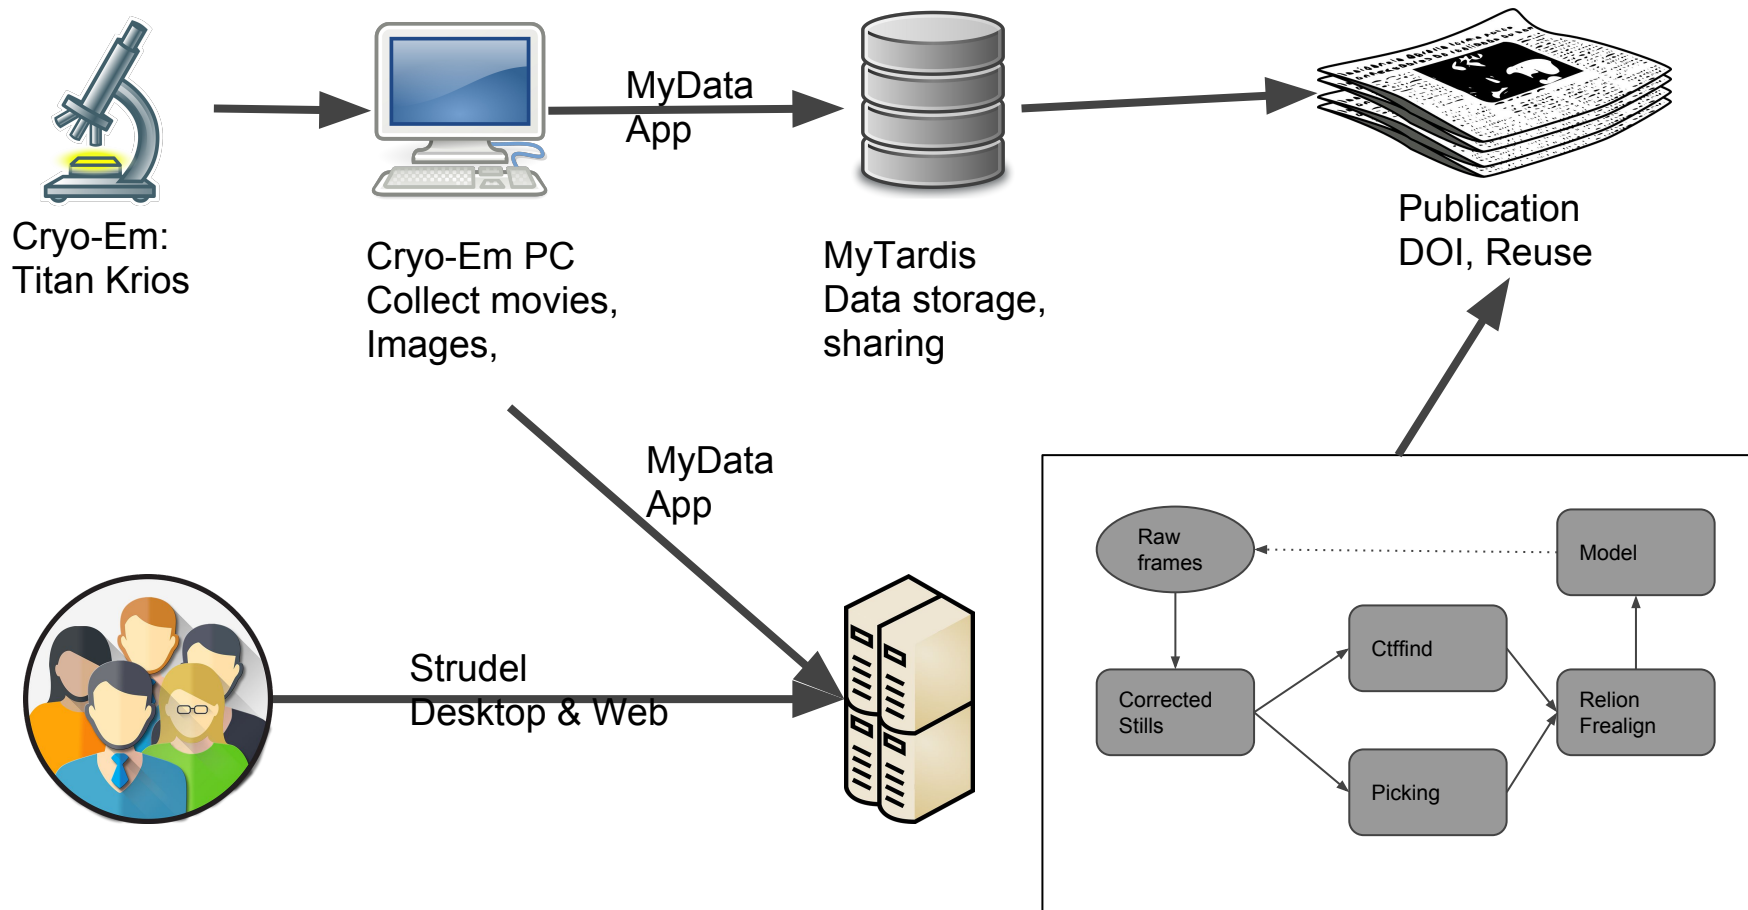 MyData
App
Cryo-Em:
Titan Krios
Cryo-Em PC
Collect movies,
Images,
MyTardis
Data storage,
sharing
Publication
DOI, Reuse
MyData
App
Strudel
Desktop & Web
Raw
frames
Model
Ctffind
Corrected
Stills
Relion
Frealign
Picking